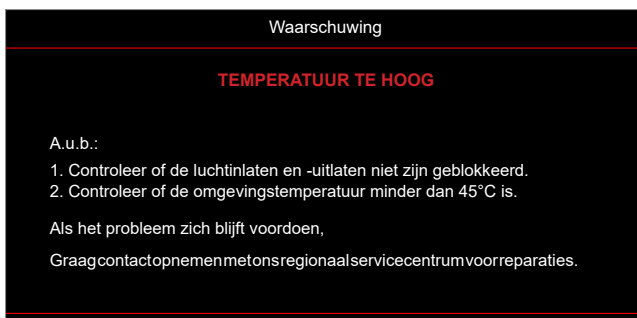 Waarschuwing
TEMPERATUUR TE HOOG
A.u.b.:
1. Controleer of de luchtinlaten en -uitlaten niet zijn geblokkeerd.
2. Controleer of de omgevingstemperatuur minder dan 45°C is.
Als het probleem zich blijft voordoen,
Graagcontactopnemenmetonsregionaalservicecentrumvoorreparaties.